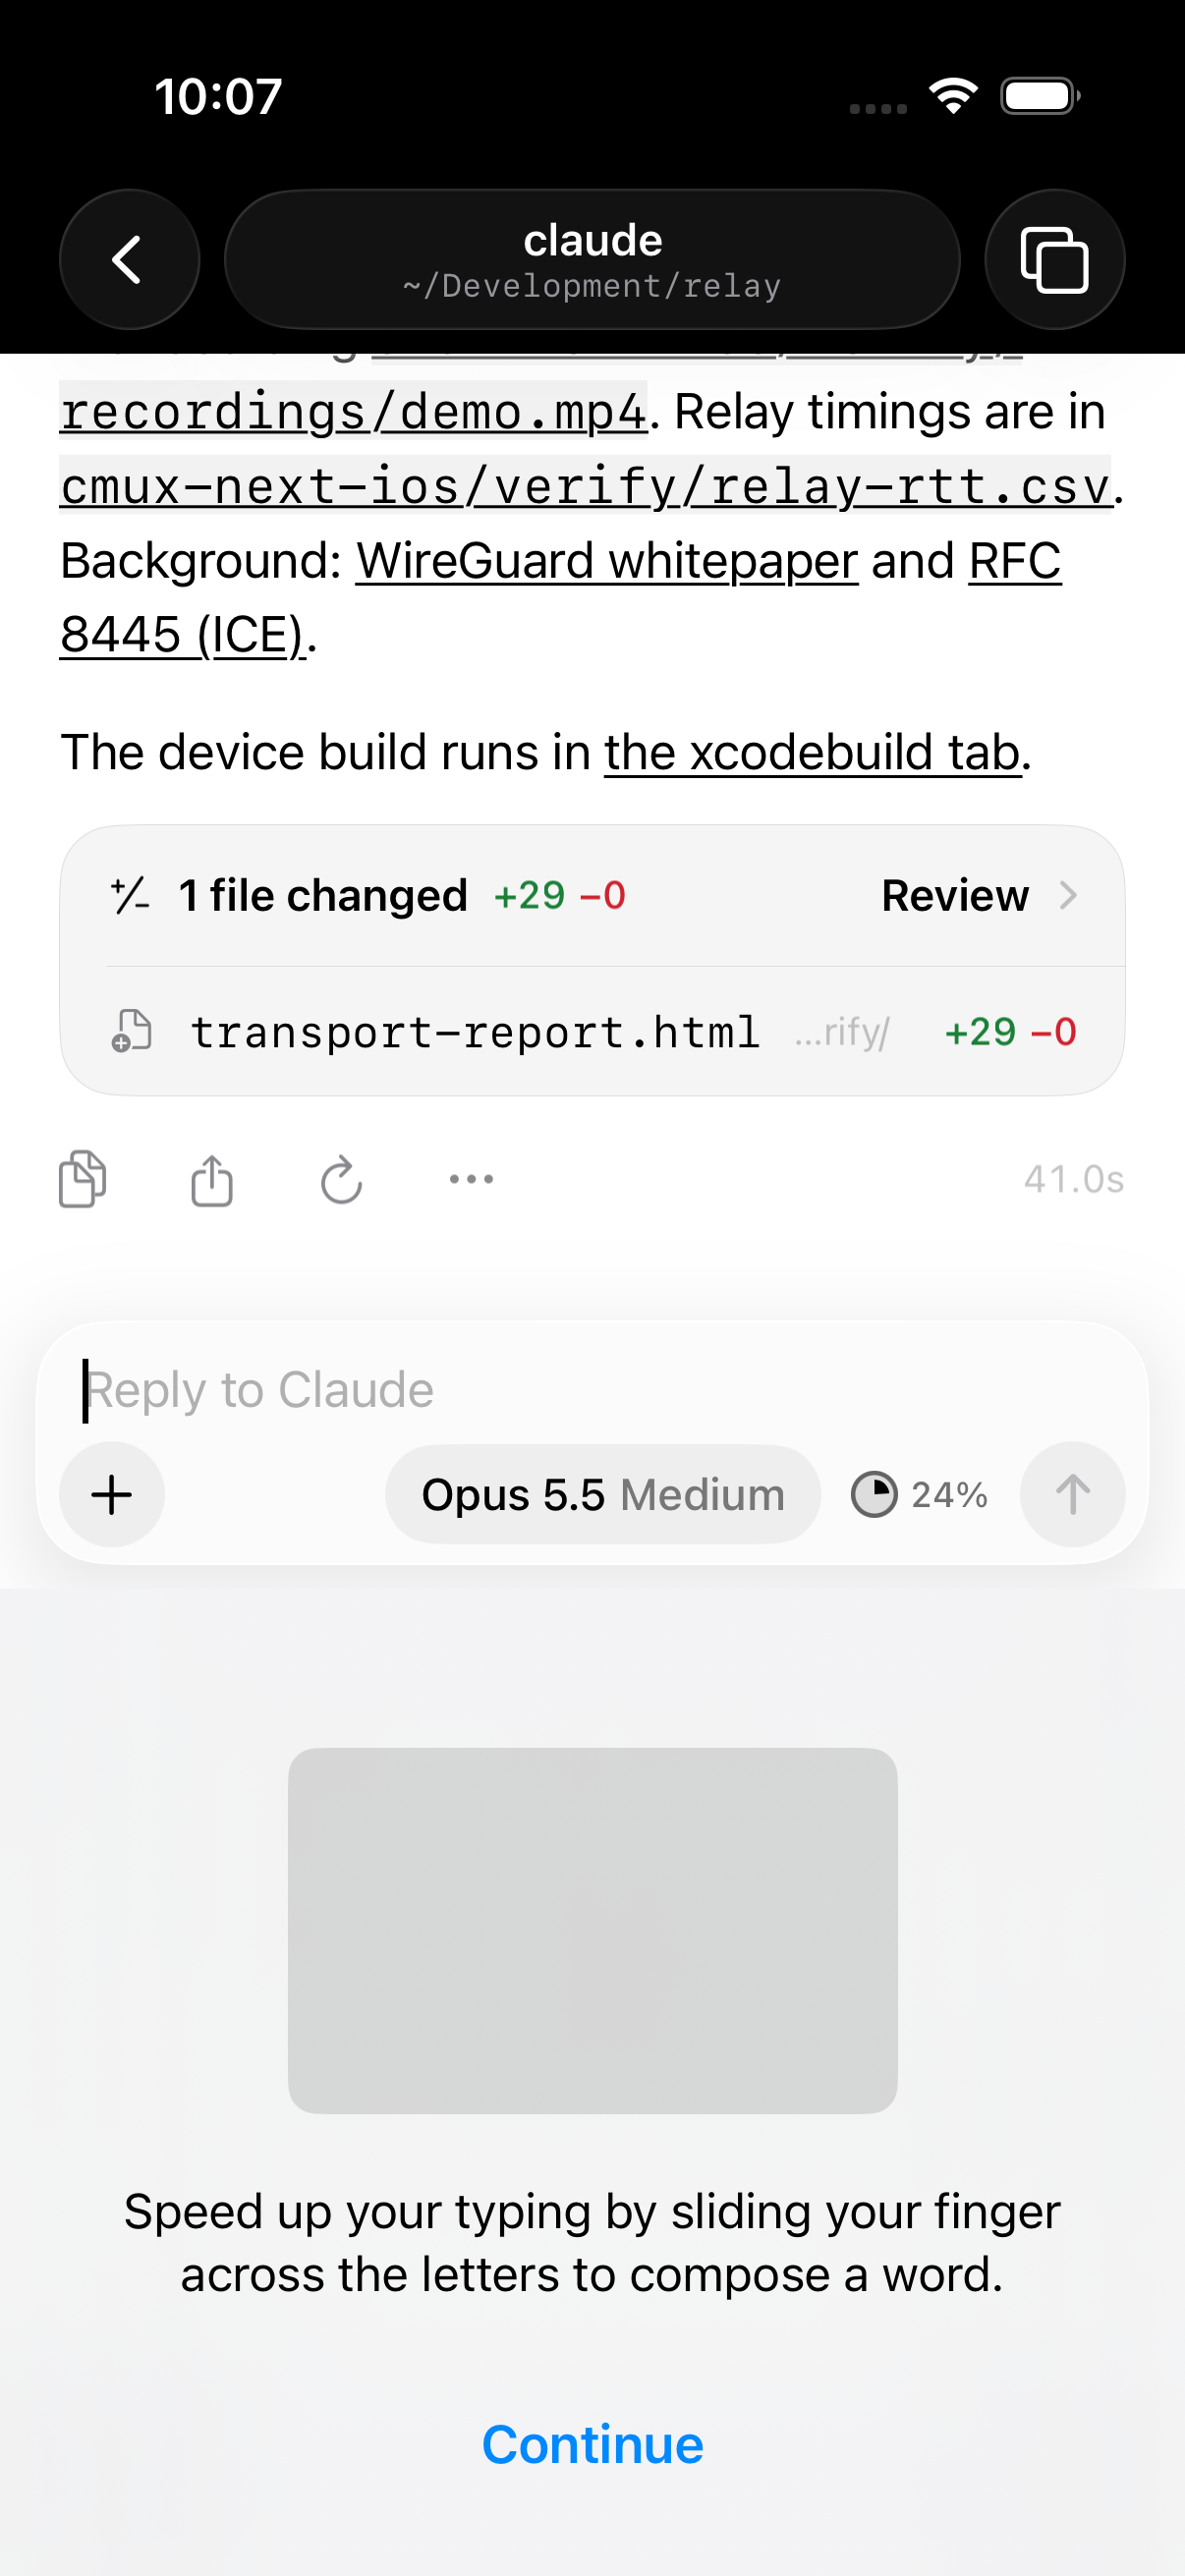 10:07
claude
~/Development/relay
recordings/demo.mp4. Relay timings are in
cmux-next-ios/verify/relay-rtt.csv.
Background: WireGuard whitepaper and RFC
8445 (ICE).
The device build runs in the xcodebuild tab.
1 file changed +29 −0 Review
transport-report.html ...rify/ +29 −0
41.0s
Reply to Claude
Opus 5.5 Medium 24%
Speed up your typing by sliding your finger
across the letters to compose a word.
Continue